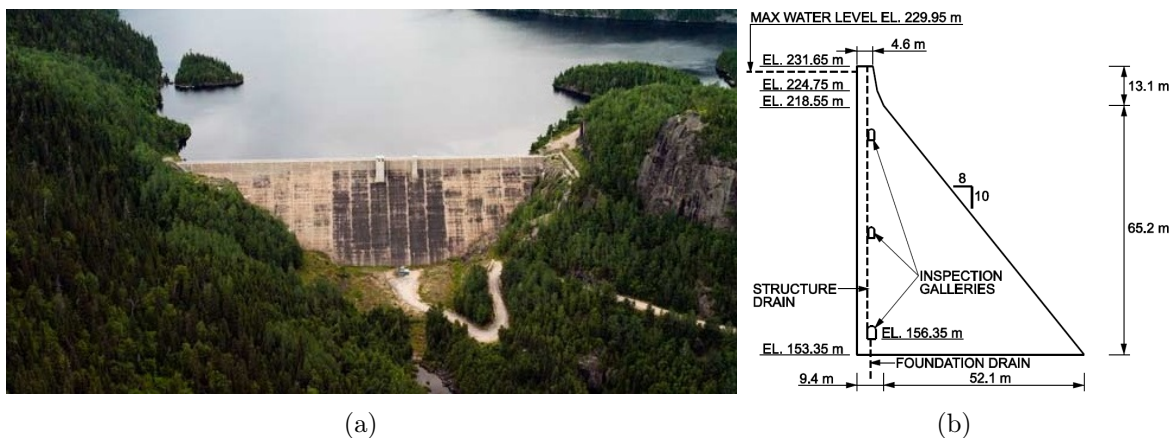 MAX WATER LEVEL EL. 229.95 m
4.6 m
EL. 231.65 m
EL. 224.75 m
EL. 218.55 m
13.1 m
8
10
65.2 m
INSPECTION
GALLERIES
STRUCTURE
DRAIN
EL. 156.35 m
EL. 153.35 m
FOUNDATION DRAIN
9.4 m
52.1 m
(a)
(b)